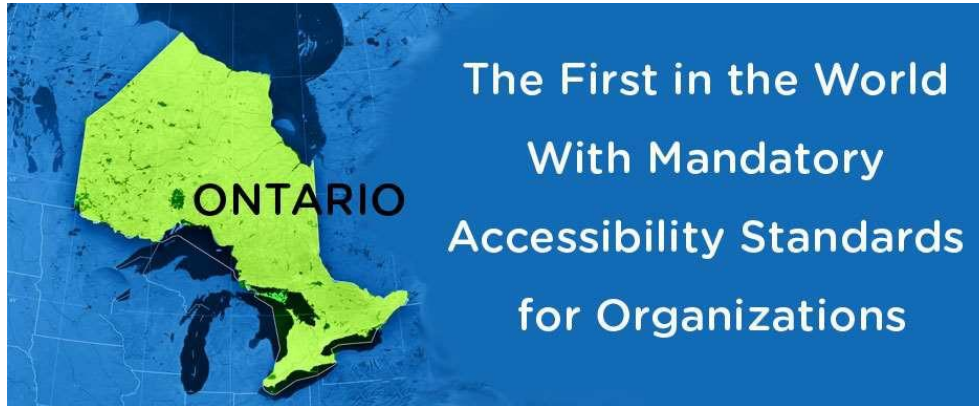 ONTARIO
The First in the World
With Mandatory
Accessibility Standards
for Organizations